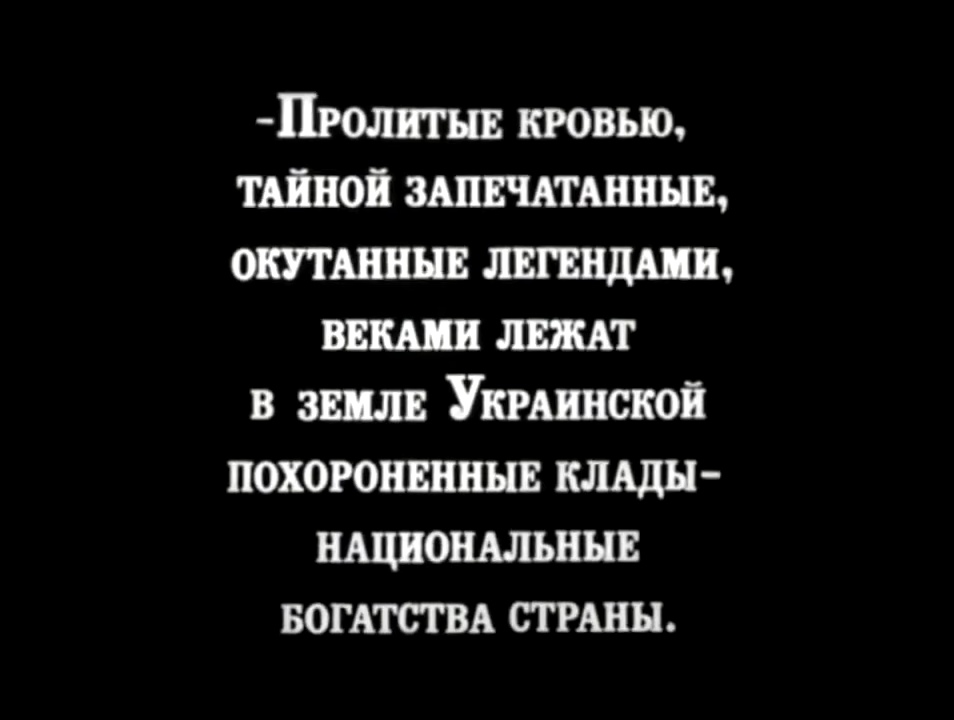 -Пролитые кровью,
тайной запечатанные,
окутанные легендами,
веками лежат
в земле Украинской
похороненные клады-
национальные
богатства страны.